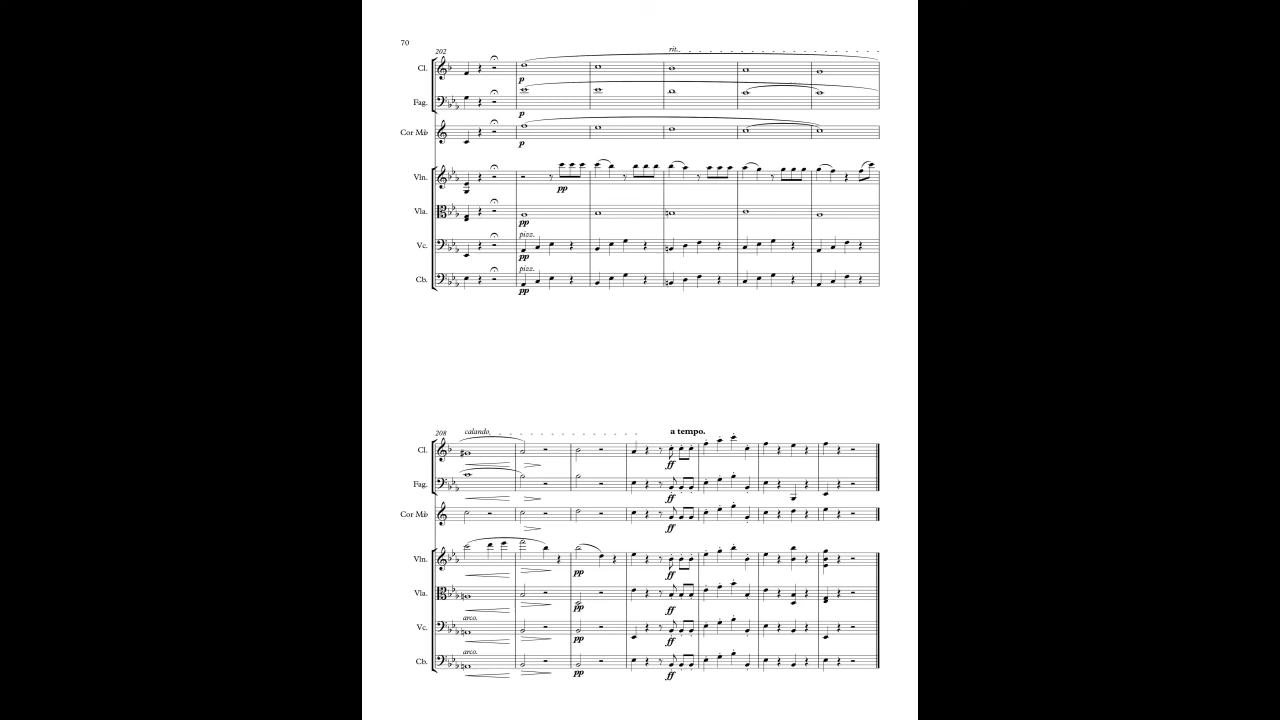 70
202
rit.
Cl.
p
Fag.
p
Cor Mi♭
p
Vln.
pp
Vla.
pp
pizz.
Vc.
pp
pizz.
Cb.
pp
208
calando
a tempo.
Cl.
ff
Fag.
ff
Cor Mi♭
ff
Vln.
pp ff
Vla.
pp ff
arco.
Vc.
pp ff
arco.
Cb.
pp ff